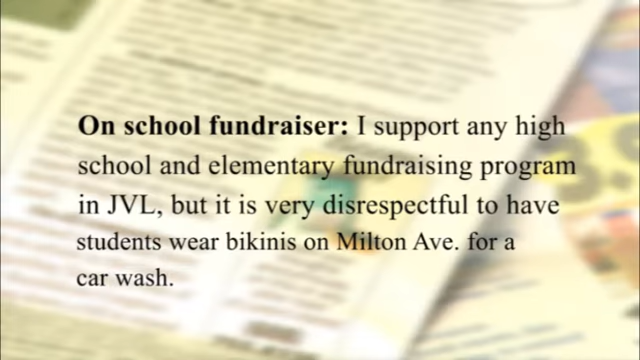 On school fundraiser: I support any high
school and elementary fundraising program
in JVL, but it is very disrespectful to have
students wear bikinis on Milton Ave. for a
car wash.